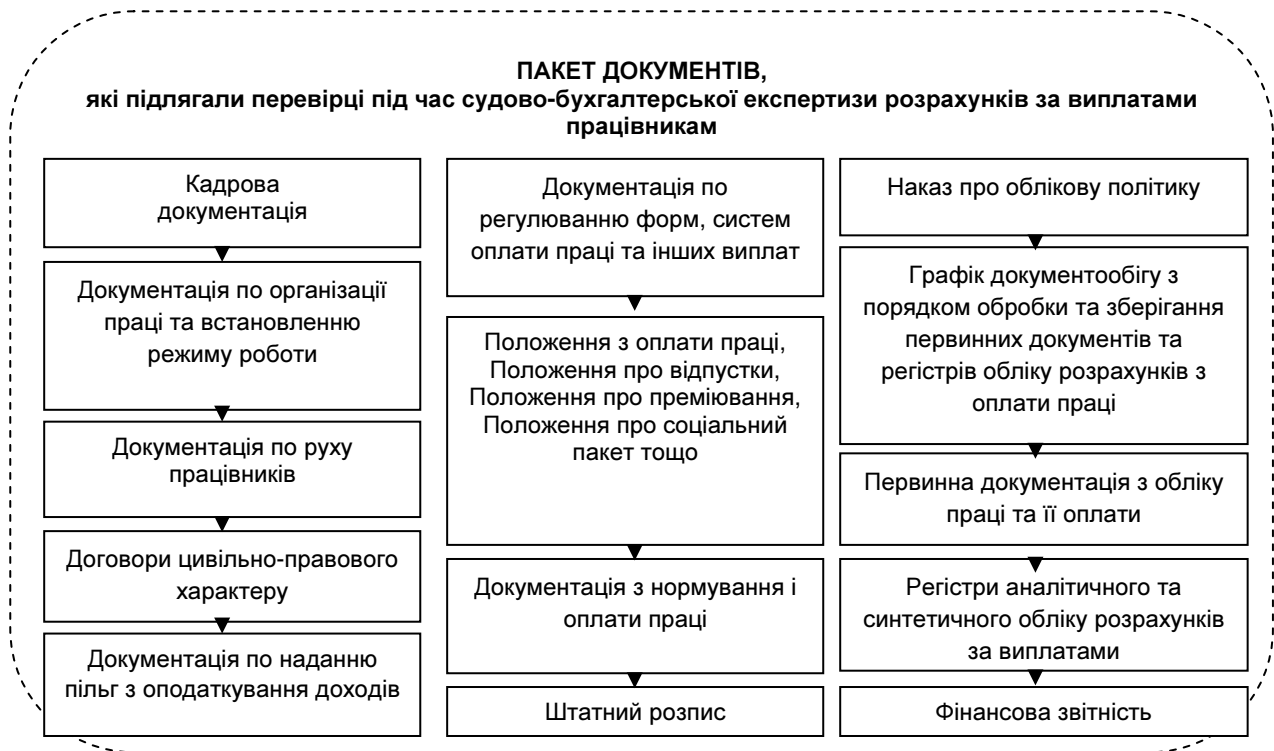 ПАКЕТ ДОКУМЕНТІВ,
які підлягали перевірці під час судово-бухгалтерської експертизи розрахунків за виплатами
працівникам
Кадрова
документація
Документація по організації
праці та встановленню
режиму роботи
Документація по руху
працівників
Договори цивільно-правового
характеру
Документація по наданню
пільг з оподаткування доходів
Документація по
регулюванню форм, систем
оплати праці та інших виплат
Положення з оплати праці,
Положення про відпустки,
Положення про преміювання,
Положення про соціальний
пакет тощо
Документація з нормування і
оплати праці
Штатний розпис
Наказ про облікову політику
Графік документообігу з
порядком обробки та зберігання
первинних документів та
регістрів обліку розрахунків з
оплати праці
Первинна документація з обліку
праці та її оплати
Регістри аналітичного та
синтетичного обліку розрахунків
за виплатами
Фінансова звітність